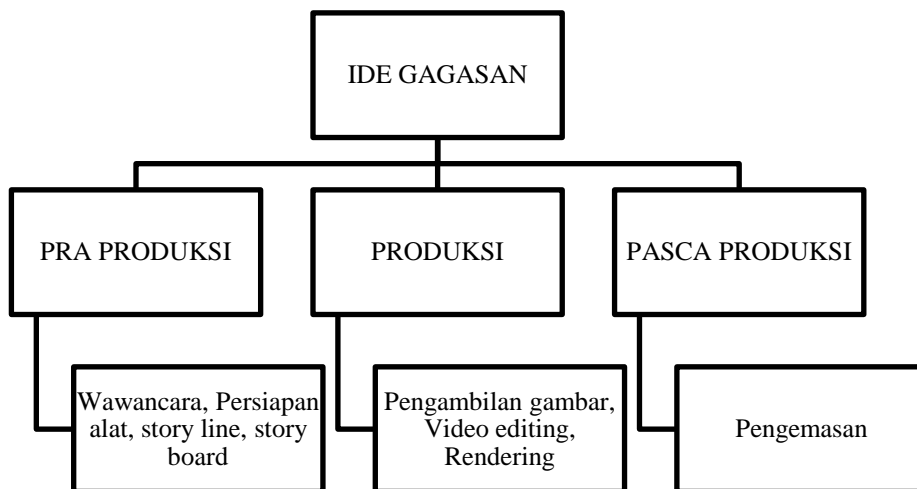 IDE GAGASAN
PRA PRODUKSI
PRODUKSI
PASCA PRODUKSI
Wawancara, Persiapan
alat, story line, story
board
Pengambilan gambar,
Video editing,
Rendering
Pengemasan